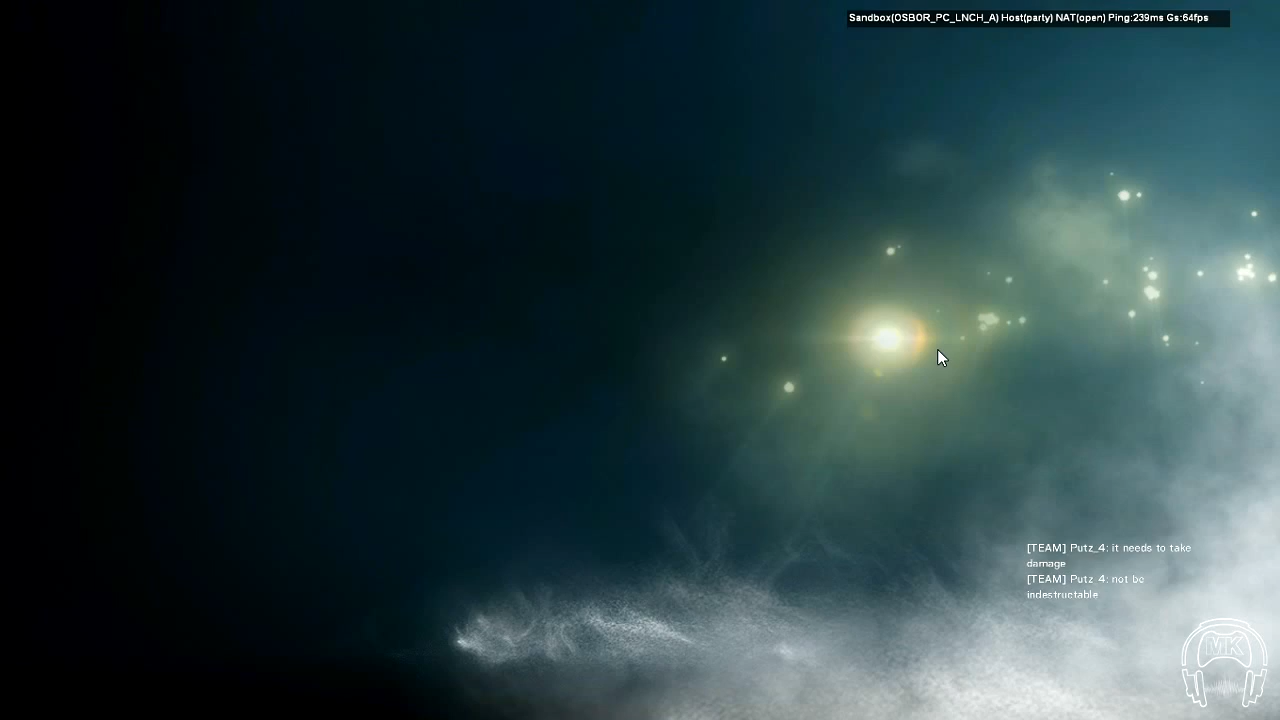 Sandbox(OSBOR_PC_LNCH_A) Host(party) NAT(open) Ping:239ms Gs:64fps
[TEAM] Putz_4: it needs to take
damage
[TEAM] Putz_4: not be
indestructable
MK